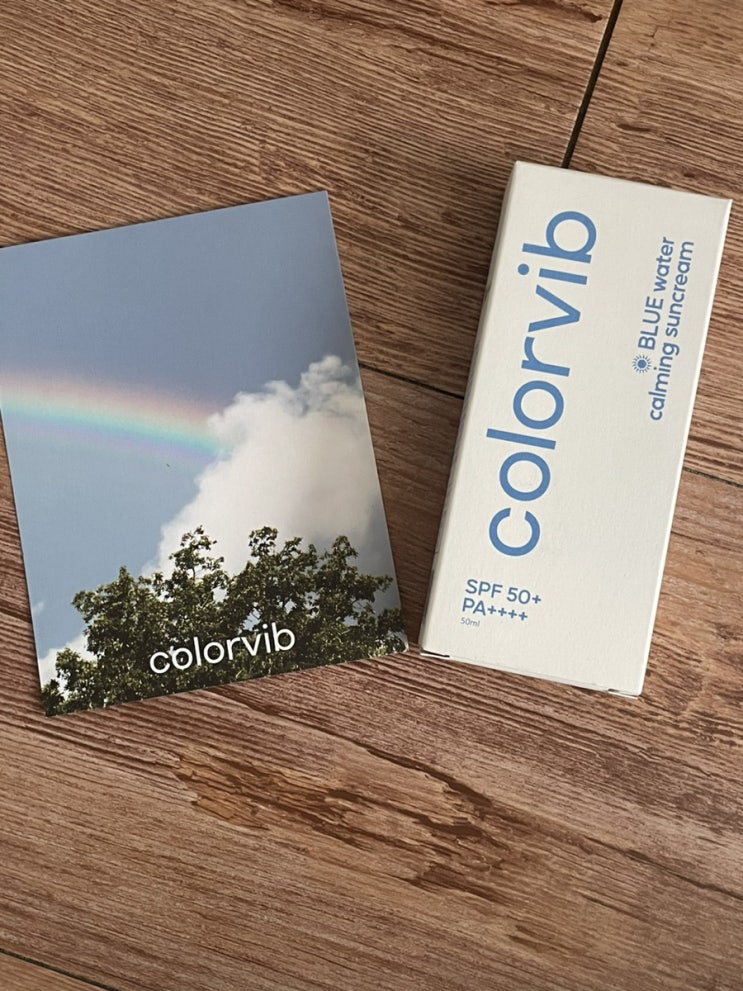 colorvib
colorvib
BLUE water
calming suncream
SPF 50+
PA++++
50ml